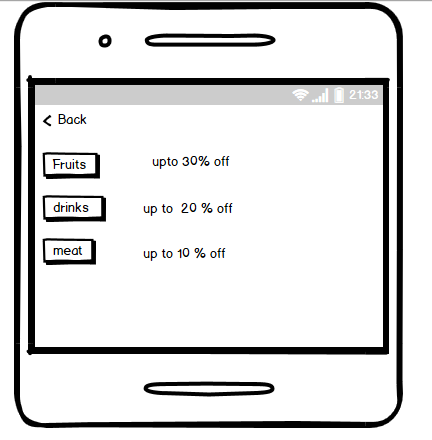 21:33
Back
Fruits upto 30% off
drinks up to 20 % off
meat up to 10 % off